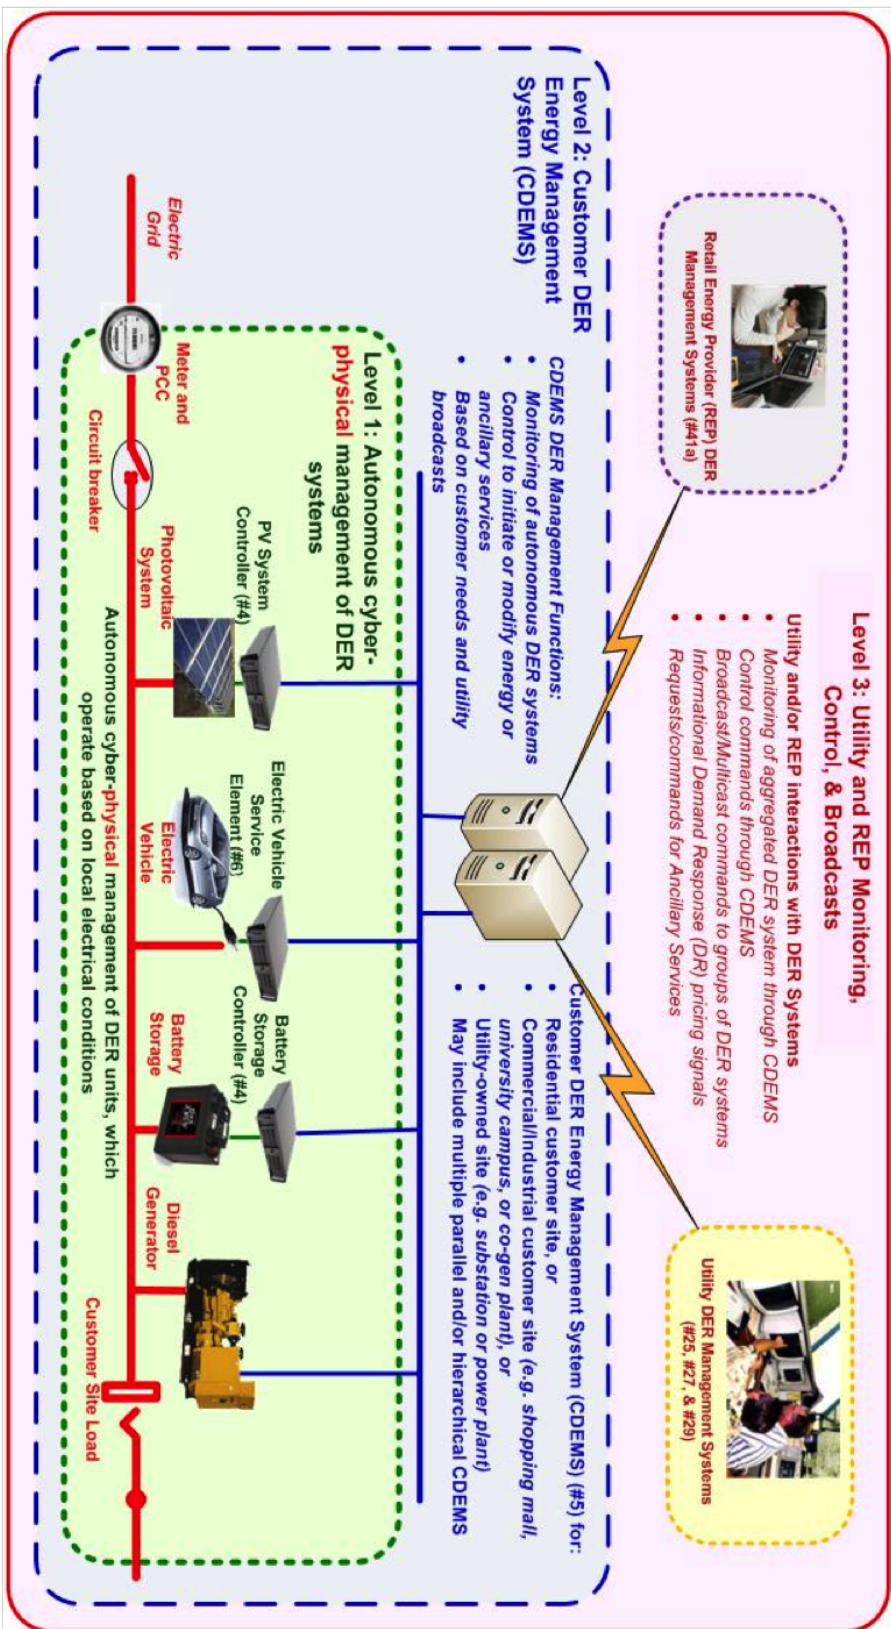 Level 3: Utility and REP Monitoring,
Control, & Broadcasts
Utility and/or REP interactions with DER Systems
• Monitoring of aggregated DER system through CDEMS
• Control commands through CDEMS
• Broadcast/Multicast commands to groups of DER systems
• Informational Demand Response (DR) pricing signals
• Requests/commands for Ancillary Services
Retail Energy Provider (REP) DER
Management Systems (#41a)
Utility DER Management Systems
(#25, #27, & #29)
Level 2: Customer DER
Energy Management
System (CDEMS)
CDEMS DER Management Functions:
• Monitoring of autonomous DER systems
• Control to initiate or modify energy or
ancillary services
• Based on customer needs and utility
broadcasts
Customer DER Energy Management System (CDEMS) (#5) for:
• Residential customer site, or
• Commercial/Industrial customer site (e.g. shopping mall,
university campus, or co-gen plant), or
• Utility-owned site (e.g. substation or power plant)
• May include multiple parallel and/or hierarchical CDEMS
Level 1: Autonomous cyber-
physical management of DER
systems
PV System
Controller (#4)
Electric Vehicle
Service
Element (#6)
Battery
Storage
Controller (#4)
Electric
Grid
Meter and
PCC
Circuit breaker
Photovoltaic
System
Electric
Vehicle
Battery
Storage
Diesel
Generator
Customer Site Load
Autonomous cyber-physical management of DER units, which
operate based on local electrical conditions